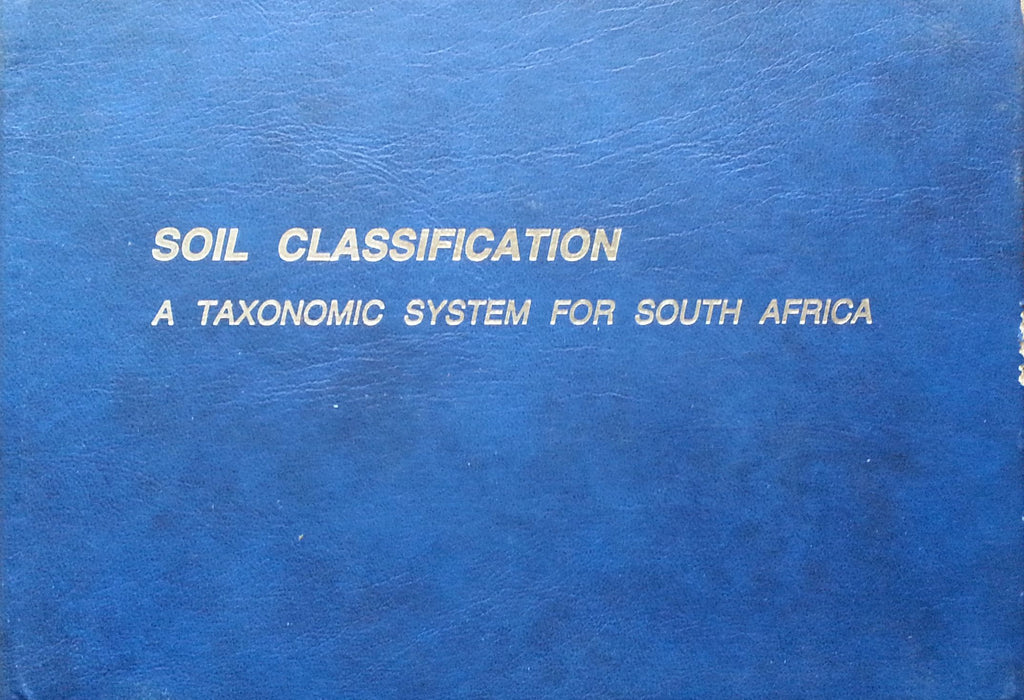 SOIL CLASSIFICATION
A TAXONOMIC SYSTEM FOR SOUTH AFRICA